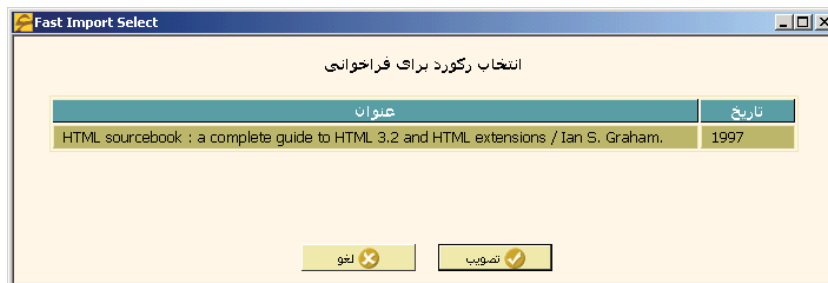 Fast Import Select
انتخاب رکورد برای فراخوانی
تاریخ عنوان
HTML sourcebook : a complete guide to HTML 3.2 and HTML extensions / Ian S. Graham. 1997
تصویب لغو